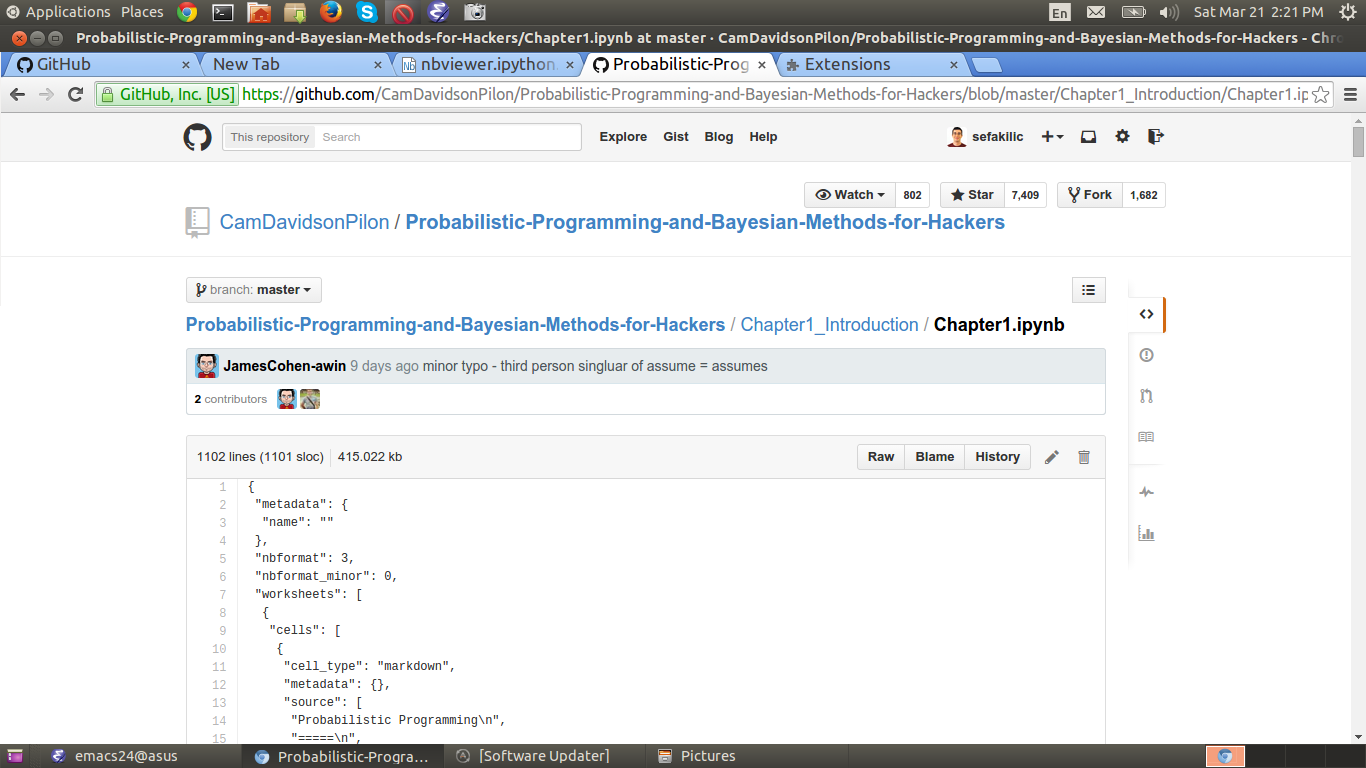 Applications Places En Sat Mar 21 2:21 PM
Probabilistic-Programming-and-Bayesian-Methods-for-Hackers/Chapter1.ipynb at master · CamDavidsonPilon/Probabilistic-Programming-and-Bayesian-Methods-for-Hackers - Chro
GitHub × New Tab × nbviewer.ipython. × Probabilistic-Prog × Extensions ×
GitHub, Inc. [US] https://github.com/CamDavidsonPilon/Probabilistic-Programming-and-Bayesian-Methods-for-Hackers/blob/master/Chapter1_Introduction/Chapter1.ip
This repository Search Explore Gist Blog Help sefakilic
Watch 802 Star 7,409 Fork 1,682
CamDavidsonPilon / Probabilistic-Programming-and-Bayesian-Methods-for-Hackers
branch: master
Probabilistic-Programming-and-Bayesian-Methods-for-Hackers / Chapter1_Introduction / Chapter1.ipynb
JamesCohen-awin 9 days ago minor typo - third person singluar of assume = assumes
2 contributors
1102 lines (1101 sloc) 415.022 kb Raw Blame History
1 {
2 "metadata": {
3 "name": ""
4 },
5 "nbformat": 3,
6 "nbformat_minor": 0,
7 "worksheets": [
8 {
9 "cells": [
10 {
11 "cell_type": "markdown",
12 "metadata": {},
13 "source": [
14 "Probabilistic Programming\n",
15 "=====\n",
emacs24@asus Probabilistic-Progra... [Software Updater] Pictures